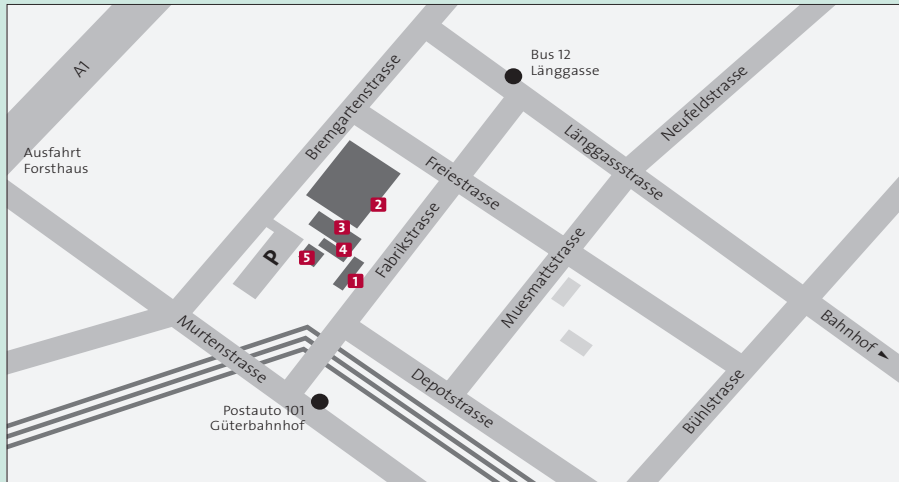 A1
Ausfahrt
Forsthaus
Bremgartenstrasse
Bus 12
Länggasse
Neufeldstrasse
Länggassstrasse
Freiestrasse
2
3
4
5
1
P
Fabrikstrasse
Muesmattstrasse
Murtenstrasse
Bahnhof
Depotstrasse
Bühlstrasse
Postauto 101
Güterbahnhof